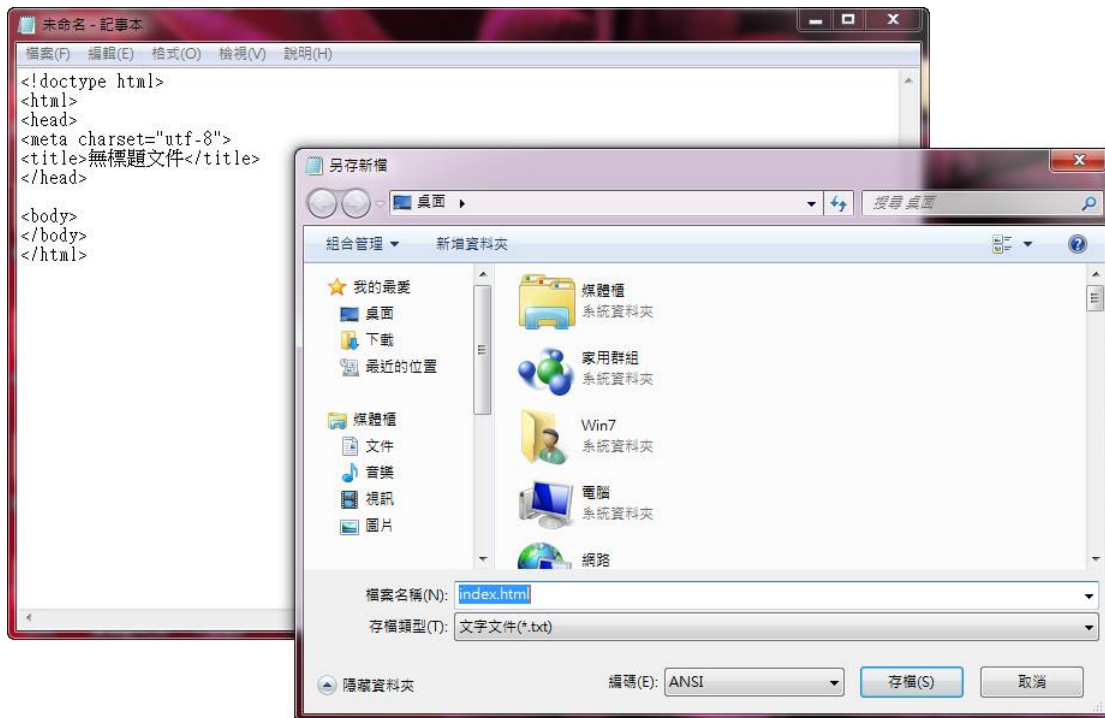 未命名 - 記事本
檔案(F) 編輯(E) 格式(O) 檢視(V) 說明(H)
<!doctype html>
<html>
<head>
<meta charset="utf-8">
<title>無標題文件</title>
</head>
<body>
</body>
</html>
另存新檔
桌面
搜尋 桌面
組合管理
新增資料夾
我的最愛
桌面
下載
最近的位置
媒體櫃
文件
音樂
視訊
圖片
媒體櫃
系統資料夾
家用群組
系統資料夾
Win7
系統資料夾
電腦
系統資料夾
網路
檔案名稱(N): index.html
存檔類型(T): 文字文件(*.txt)
隱藏資料夾
編碼(E): ANSI
存檔(S)
取消